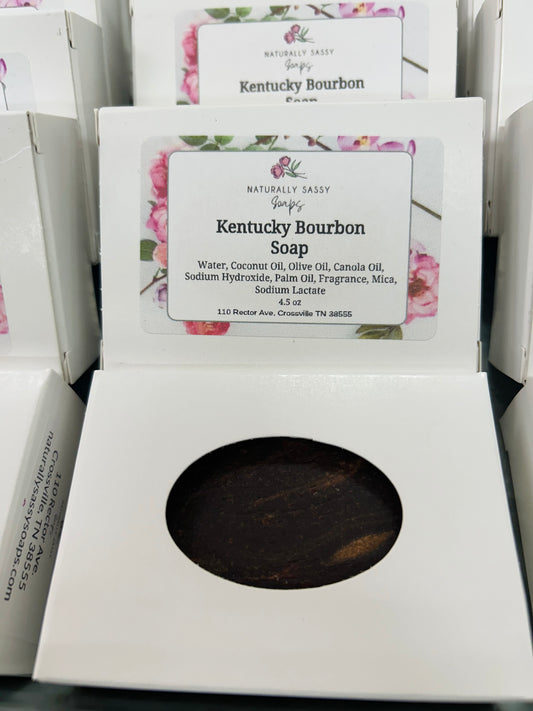 NATURALLY SASSY
Soaps
Kentucky Bourbon
Soap
NATURALLY SASSY
Soaps
Kentucky Bourbon
Soap
Water, Coconut Oil, Olive Oil, Canola Oil,
Sodium Hydroxide, Palm Oil, Fragrance, Mica,
Sodium Lactate
4.5 oz
110 Rector Ave, Crossville TN 38555
110 Rector Ave.
Crossville TN 38555
naturallysassysoaps.com